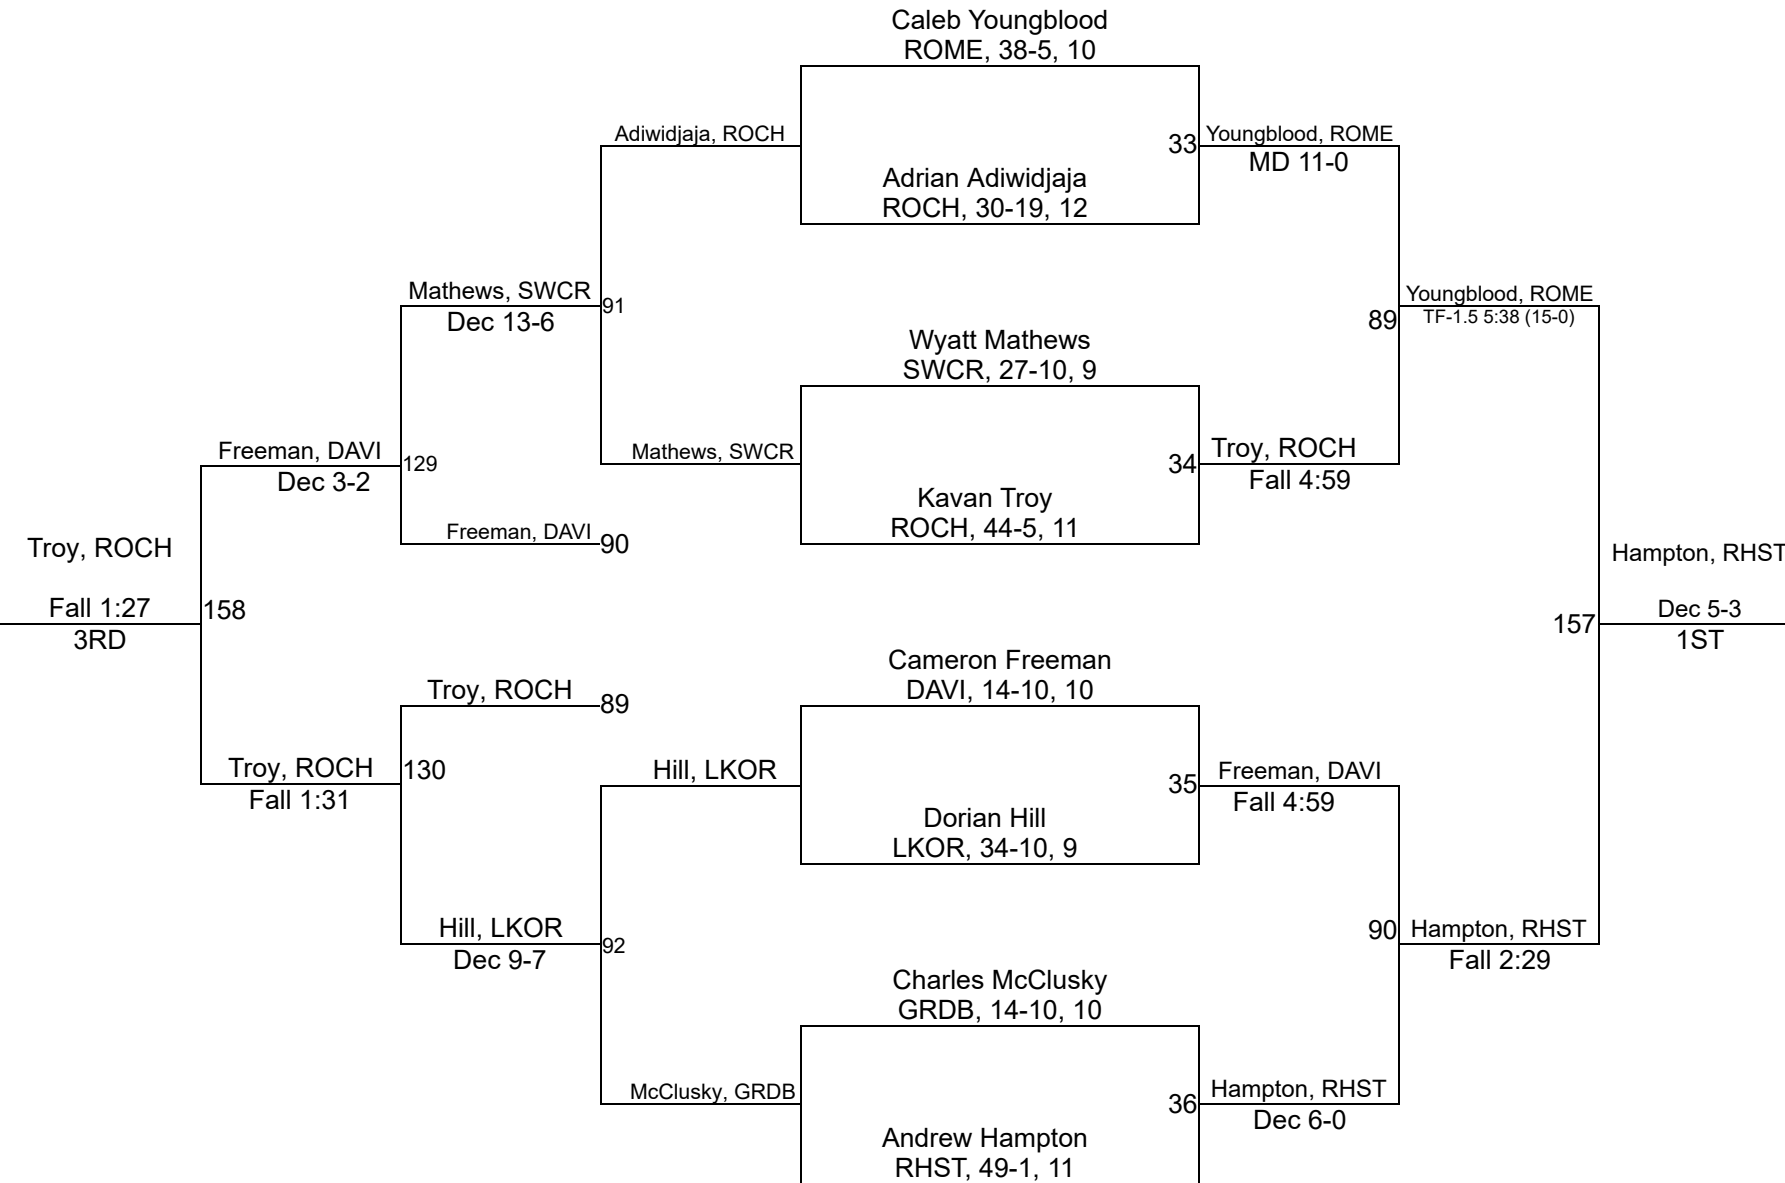 Caleb Youngblood
ROME, 38-5, 10
Adiwidjaja, ROCH
33
Youngblood, ROME
MD 11-0
Adrian Adiwidjaja
ROCH, 30-19, 12
Mathews, SWCR
Dec 13-6
91
Youngblood, ROME
TF-1.5 5:38 (15-0)
89
Wyatt Mathews
SWCR, 27-10, 9
Freeman, DAVI
Dec 3-2
129
Mathews, SWCR
34
Troy, ROCH
Fall 4:59
Kavan Troy
ROCH, 44-5, 11
Freeman, DAVI
90
Troy, ROCH
Fall 1:27
3RD
158
Hampton, RHST
Dec 5-3
1ST
157
Cameron Freeman
DAVI, 14-10, 10
Troy, ROCH
89
Troy, ROCH
Fall 1:31
130
Hill, LKOR
35
Freeman, DAVI
Fall 4:59
Dorian Hill
LKOR, 34-10, 9
Hill, LKOR
Dec 9-7
92
90
Hampton, RHST
Fall 2:29
Charles McClusky
GRDB, 14-10, 10
McClusky, GRDB
36
Hampton, RHST
Dec 6-0
Andrew Hampton
RHST, 49-1, 11